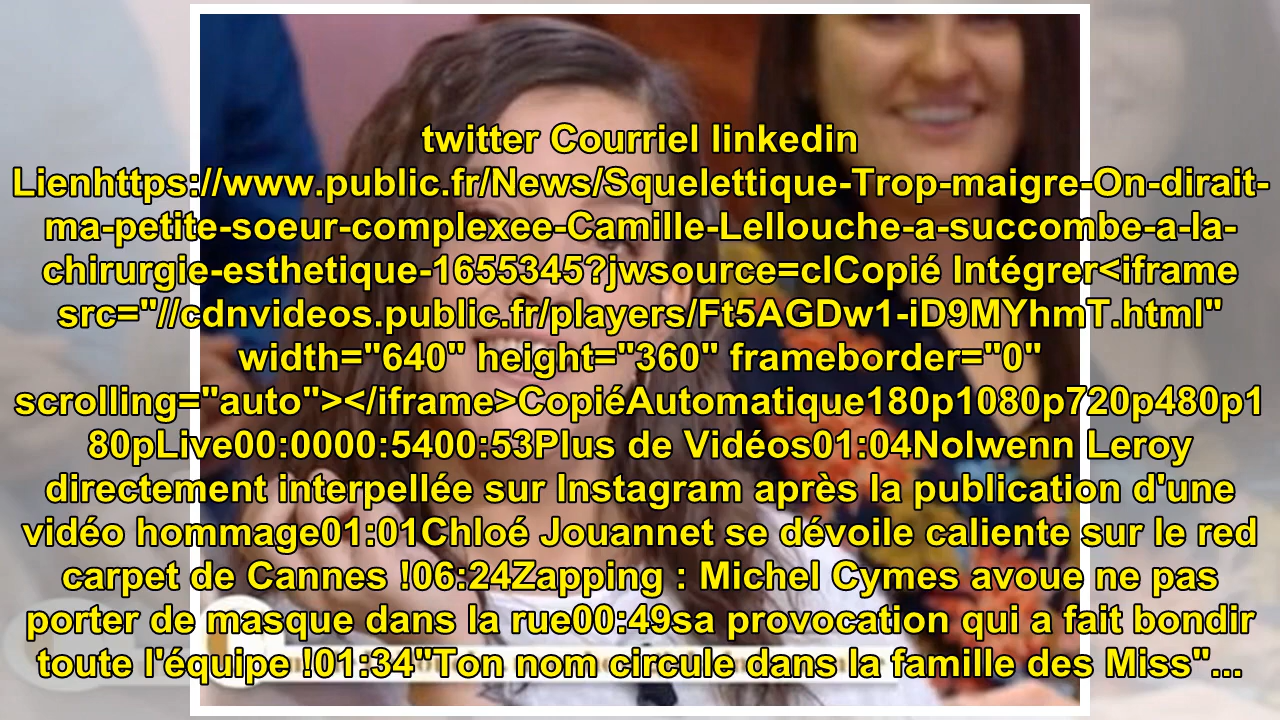 twitter Courriel linkedin
Lienhttps://www.public.fr/News/Squelettique-Trop-maigre-On-dirait-
ma-petite-soeur-complexee-Camille-Lellouche-a-succombe-a-la-
chirurgie-esthetique-1655345?jwsource=clCopié Intégrer<iframe
src="//cdnvideos.public.fr/players/Ft5AGDw1-iD9MYhmT.html"
width="640" height="360" frameborder="0"
scrolling="auto"></iframe>CopiéAutomatique180p1080p720p480p1
80pLive00:0000:5400:53Plus de Vidéos01:04Nolwenn Leroy
directement interpellée sur Instagram après la publication d'une
vidéo hommage01:01Chloé Jouannet se dévoile caliente sur le red
carpet de Cannes !06:24Zapping : Michel Cymes avoue ne pas
porter de masque dans la rue00:49sa provocation qui a fait bondir
toute l'équipe !01:34"Ton nom circule dans la famille des Miss"...